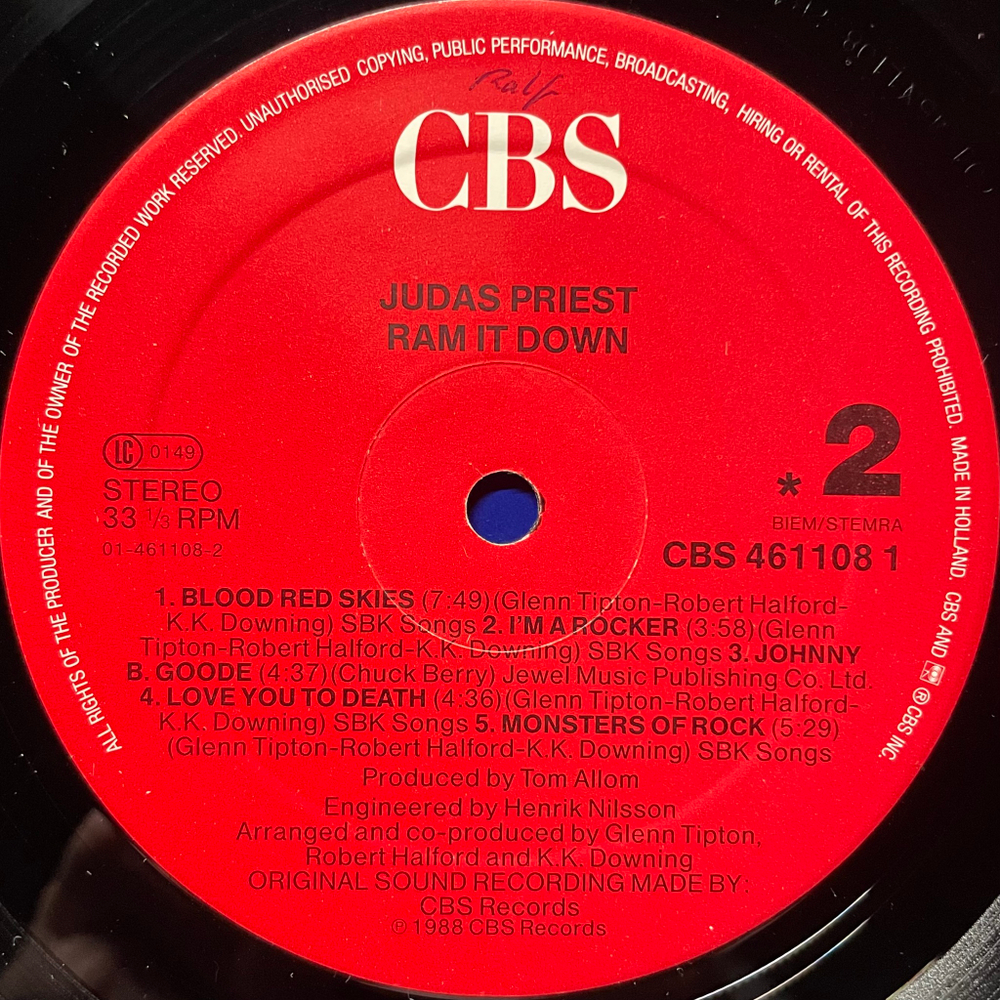 ALL RIGHTS OF THE PRODUCER AND OF THE OWNER OF THE RECORDED WORK RESERVED. UNAUTHORISED COPYING, PUBLIC PERFORMANCE, BROADCASTING, HIRING OR RENTAL OF THIS RECORDING PROHIBITED. MADE IN HOLLAND. CBS AND ℗ CBS INC.
Ralf
CBS
JUDAS PRIEST
RAM IT DOWN
LC 0149
STEREO
33 1/3 RPM
01-461108-2
* 2
BIEM/STEMRA
CBS 461108 1
1. BLOOD RED SKIES (7:49)(Glenn Tipton-Robert Halford-
K.K. Downing) SBK Songs 2. I'M A ROCKER (3:58)(Glenn
Tipton-Robert Halford-K.K. Downing) SBK Songs 3. JOHNNY
B. GOODE (4:37)(Chuck Berry) Jewel Music Publishing Co. Ltd.
4. LOVE YOU TO DEATH (4:36)(Glenn Tipton-Robert Halford-
K.K. Downing) SBK Songs 5. MONSTERS OF ROCK (5:29)
(Glenn Tipton-Robert Halford-K.K. Downing) SBK Songs
Produced by Tom Allom
Engineered by Henrik Nilsson
Arranged and co-produced by Glenn Tipton,
Robert Halford and K.K. Downing
ORIGINAL SOUND RECORDING MADE BY:
CBS Records
℗ 1988 CBS Records